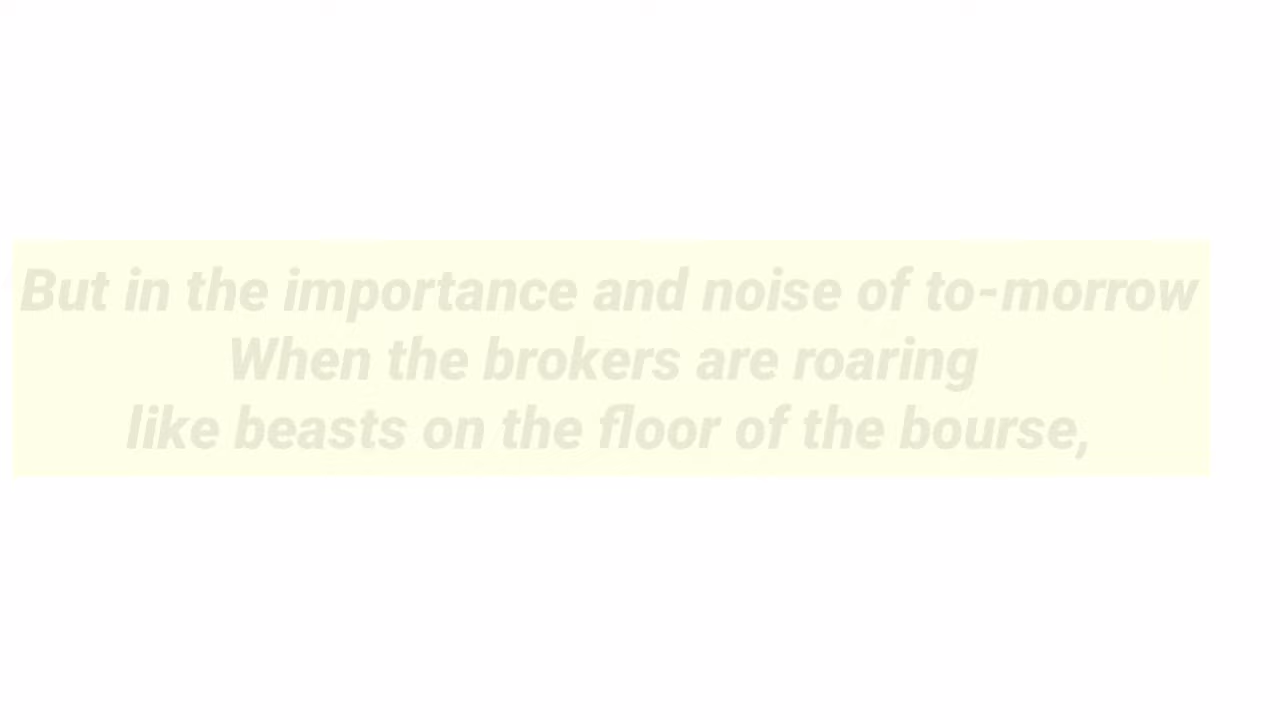 But in the importance and noise of to-morrow
When the brokers are roaring
like beasts on the floor of the bourse,